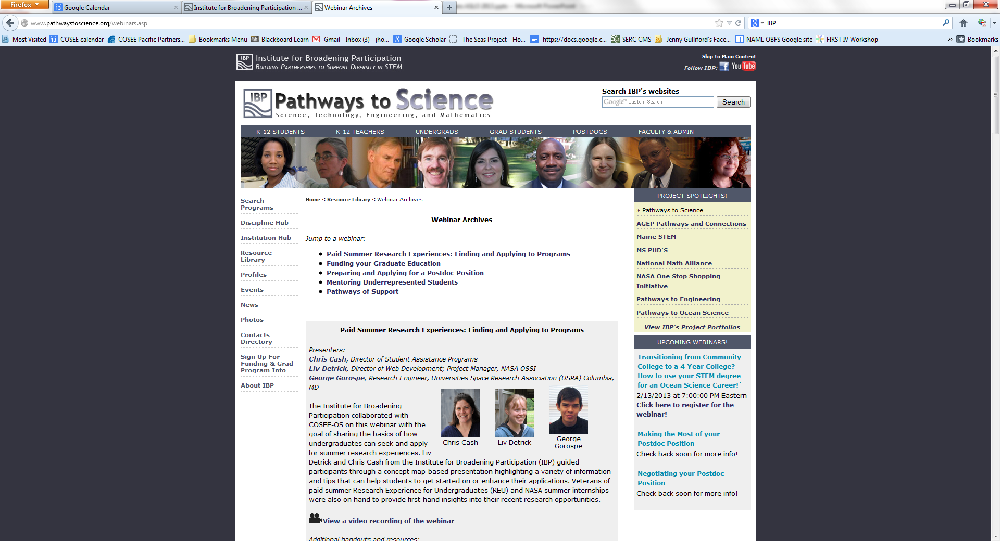 Firefox
Google Calendar
Institute for Broadening Participation ...
Webinar Archives
Microsoft PowerPoint
www.pathwaystoscience.org/webinars.asp
IBP
Most Visited
COSEE calendar
COSEE Pacific Partners...
Bookmarks Menu
Blackboard Learn
Gmail - Inbox (3) - jho...
Google Scholar
The Seas Project - Ho...
https://docs.google.c...
SERC CMS
Jenny Gulliford's Face...
NAML OBFS Google site
FIRST IV Workshop
Bookmarks
IBP
Institute for Broadening Participation
Building Partnerships to Support Diversity in STEM
Skip to Main Content
Follow IBP:
YouTube
IBP
Pathways to Science
Science, Technology, Engineering, and Mathematics
Search IBP's websites
Google™ Custom Search
Search
K-12 STUDENTS
K-12 TEACHERS
UNDERGRADS
GRAD STUDENTS
POSTDOCS
FACULTY & ADMIN
Search
Programs
Discipline Hub
Institution Hub
Resource
Library
Profiles
Events
News
Photos
Contacts
Directory
Sign Up For
Funding & Grad
Program Info
About IBP
Home < Resource Library < Webinar Archives
Webinar Archives
Jump to a webinar:
Paid Summer Research Experiences: Finding and Applying to Programs
Funding your Graduate Education
Preparing and Applying for a Postdoc Position
Mentoring Underrepresented Students
Pathways of Support
Paid Summer Research Experiences: Finding and Applying to Programs
Presenters:
Chris Cash, Director of Student Assistance Programs
Liv Detrick, Director of Web Development; Project Manager, NASA OSSI
George Gorospe, Research Engineer, Universities Space Research Association (USRA) Columbia,
MD
The Institute for Broadening
Participation collaborated with
COSEE-OS on this webinar with the
goal of sharing the basics of how
undergraduates can seek and apply
for summer research experiences. Liv
Detrick and Chris Cash from the Institute for Broadening Participation (IBP) guided
participants through a concept map-based presentation highlighting a variety of information
and tips that can help students to get started on or enhance their applications. Veterans of
paid summer Research Experience for Undergraduates (REU) and NASA summer internships
were also on hand to provide first-hand insights into their recent research opportunities.
Chris Cash
Liv Detrick
George
Gorospe
View a video recording of the webinar
Additional handouts and resources:
PROJECT SPOTLIGHTS!
» Pathways to Science
AGEP Pathways and Connections
Maine STEM
MS PHD'S
National Math Alliance
NASA One Stop Shopping
Initiative
Pathways to Engineering
Pathways to Ocean Science
View IBP's Project Portfolios
UPCOMING WEBINARS!
Transitioning from Community
College to a 4 Year College?
How to use your STEM degree
for an Ocean Science Career!`
2/13/2013 at 7:00:00 PM Eastern
Click here to register for the
webinar!
Making the Most of your
Postdoc Position
Check back soon for more info!
Negotiating your Postdoc
Position
Check back soon for more info!